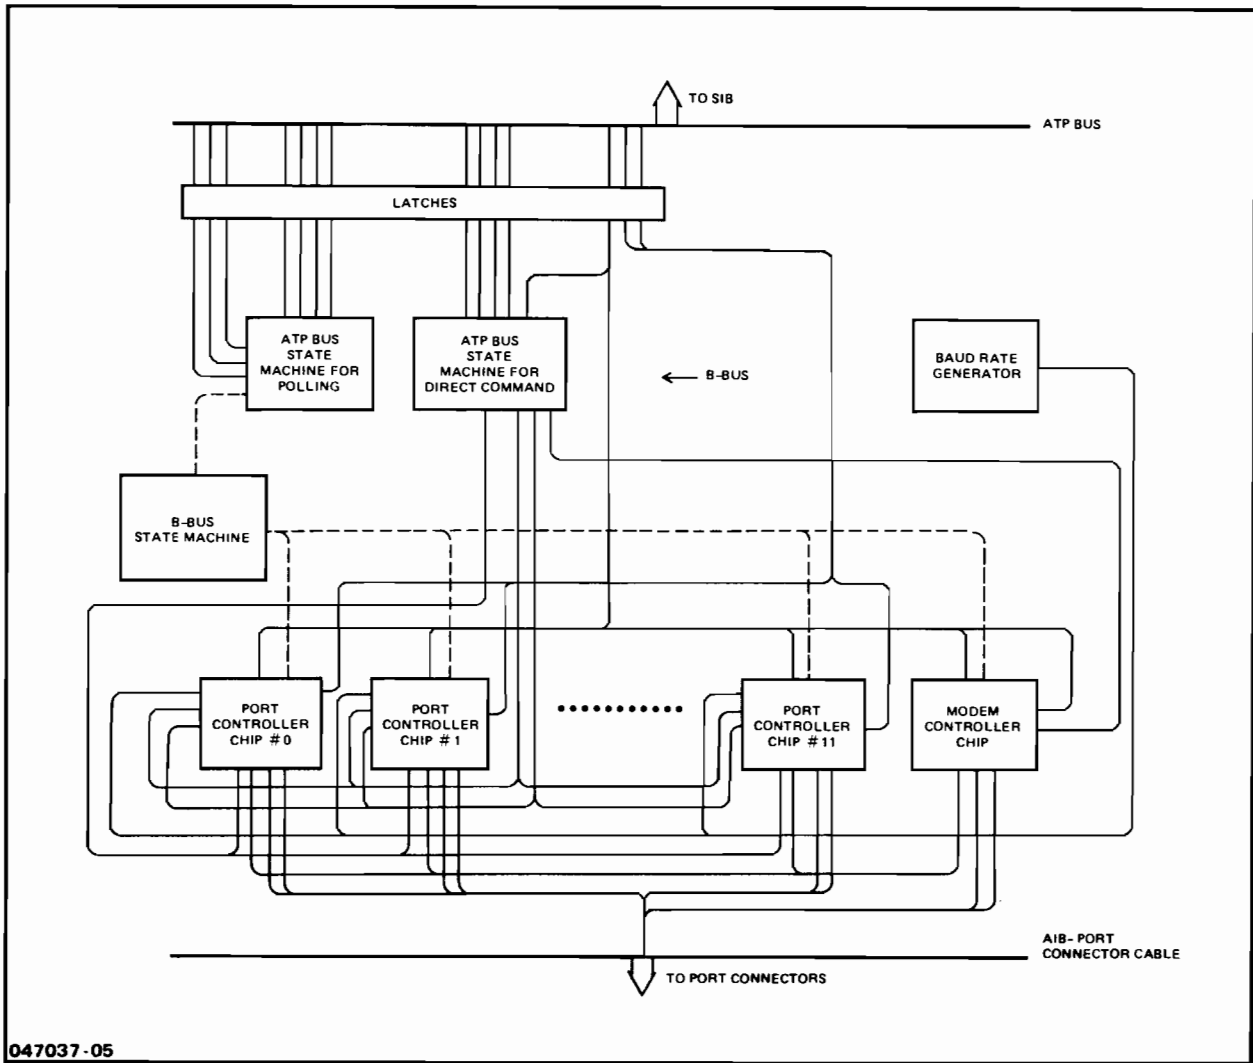 TO SIB
ATP BUS
LATCHES
ATP BUS
STATE
MACHINE FOR
POLLING
ATP BUS
STATE
MACHINE FOR
DIRECT COMMAND
B-BUS
BAUD RATE
GENERATOR
B-BUS
STATE MACHINE
PORT
CONTROLLER
CHIP #0
PORT
CONTROLLER
CHIP #1
PORT
CONTROLLER
CHIP #11
MODEM
CONTROLLER
CHIP
AIB-PORT
CONNECTOR CABLE
TO PORT CONNECTORS
047037-05